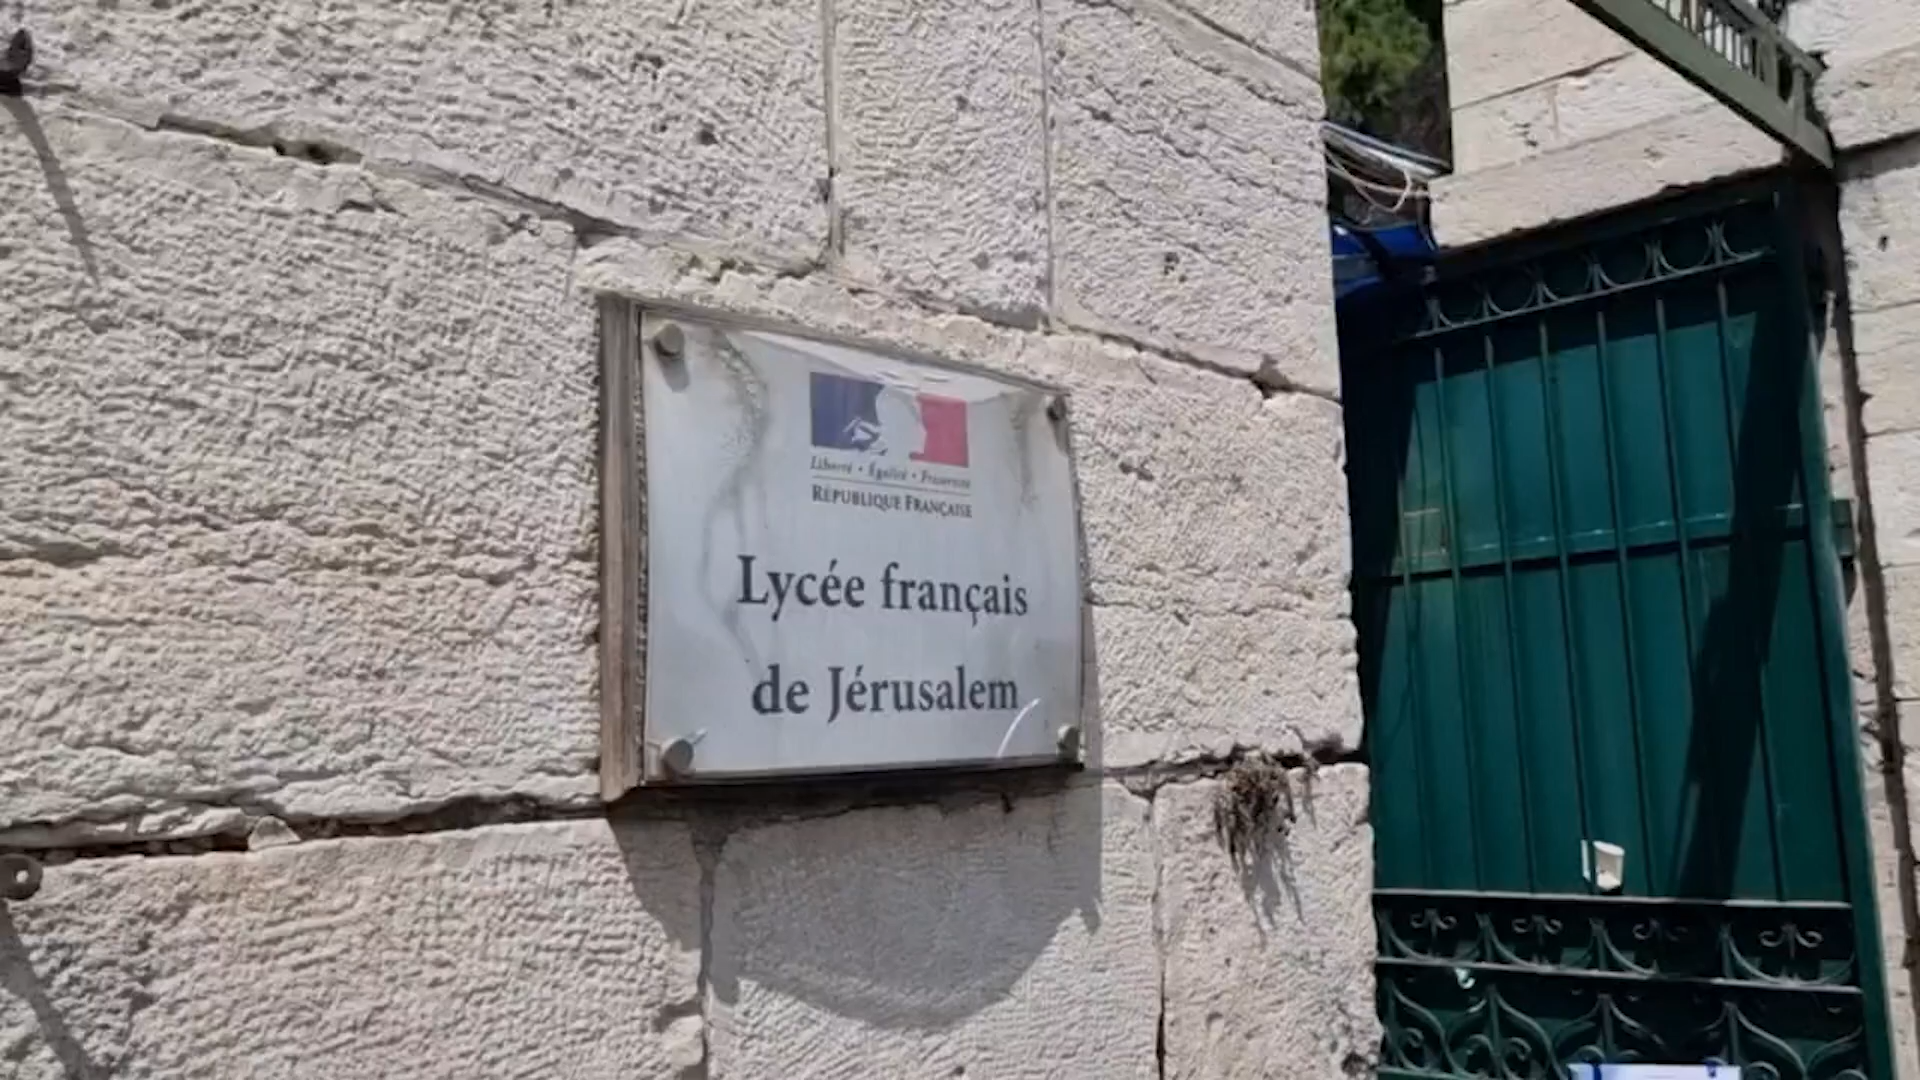 Liberté • Égalité • Fraternité
RÉPUBLIQUE FRANÇAISE
Lycée français
de Jérusalem